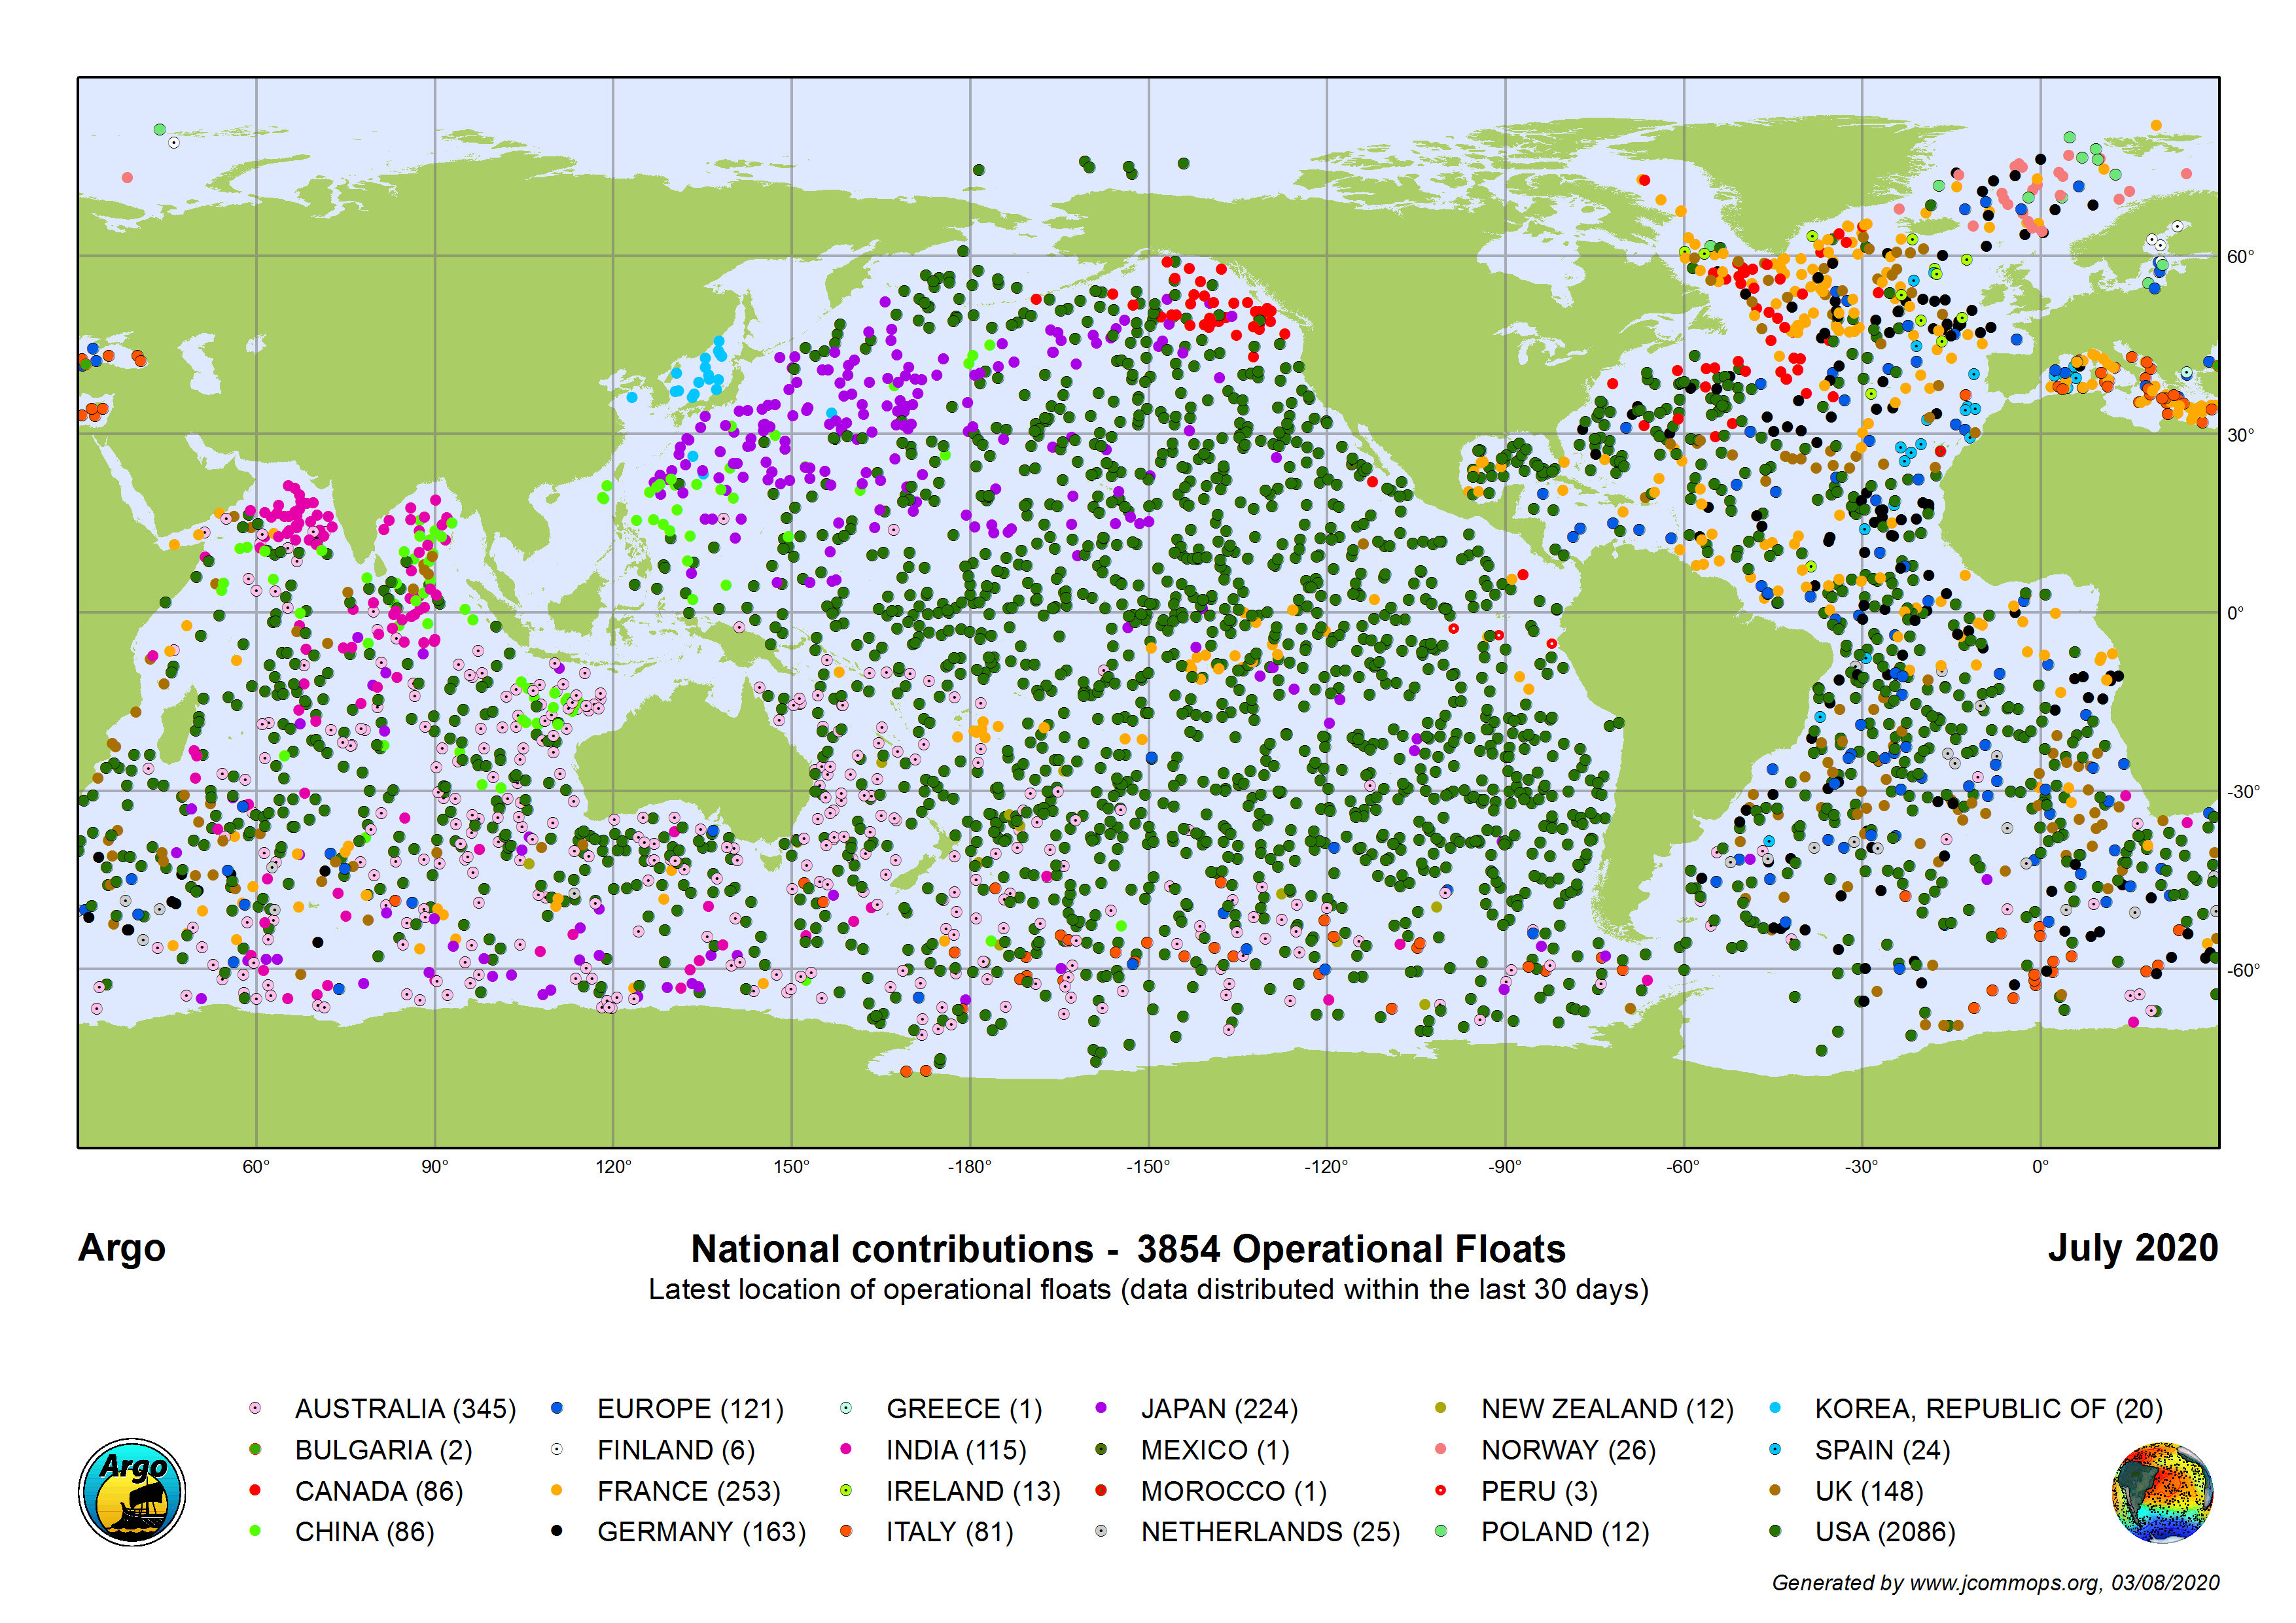 60°
30°
0°
-30°
-60°
60° 90° 120° 150° -180° -150° -120° -90° -60° -30° 0°
Argo National contributions - 3854 Operational Floats July 2020
Latest location of operational floats (data distributed within the last 30 days)
AUSTRALIA (345) EUROPE (121) GREECE (1) JAPAN (224) NEW ZEALAND (12) KOREA, REPUBLIC OF (20)
BULGARIA (2) FINLAND (6) INDIA (115) MEXICO (1) NORWAY (26) SPAIN (24)
Argo
CANADA (86) FRANCE (253) IRELAND (13) MOROCCO (1) PERU (3) UK (148)
CHINA (86) GERMANY (163) ITALY (81) NETHERLANDS (25) POLAND (12) USA (2086)
Generated by www.jcommops.org, 03/08/2020